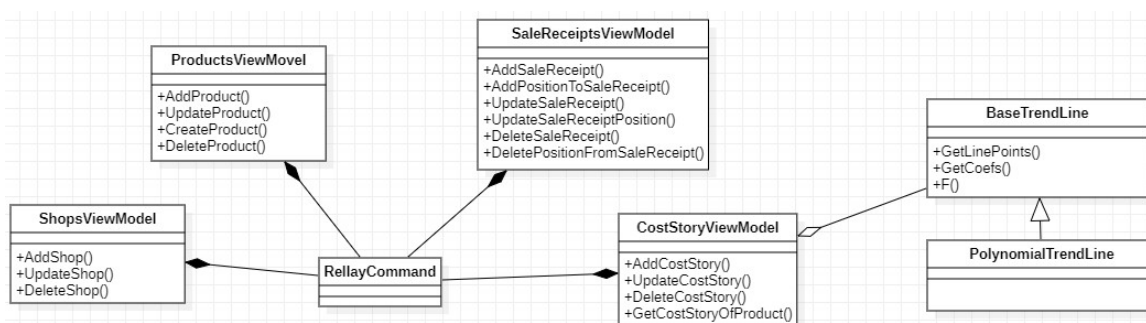 ProductsViewMovel
+AddProduct()
+UpdateProduct()
+CreateProduct()
+DeleteProduct()
SaleReceiptsViewModel
+AddSaleReceipt()
+AddPositionToSaleReceipt()
+UpdateSaleReceipt()
+UpdateSaleReceiptPosition()
+DeleteSaleReceipt()
+DeletePositionFromSaleReceipt()
BaseTrendLine
+GetLinePoints()
+GetCoefs()
+F()
ShopsViewModel
+AddShop()
+UpdateShop()
+DeleteShop()
RellayCommand
CostStoryViewModel
+AddCostStory()
+UpdateCostStory()
+DeleteCostStory()
+GetCostStoryOfProduct()
PolynomialTrendLine